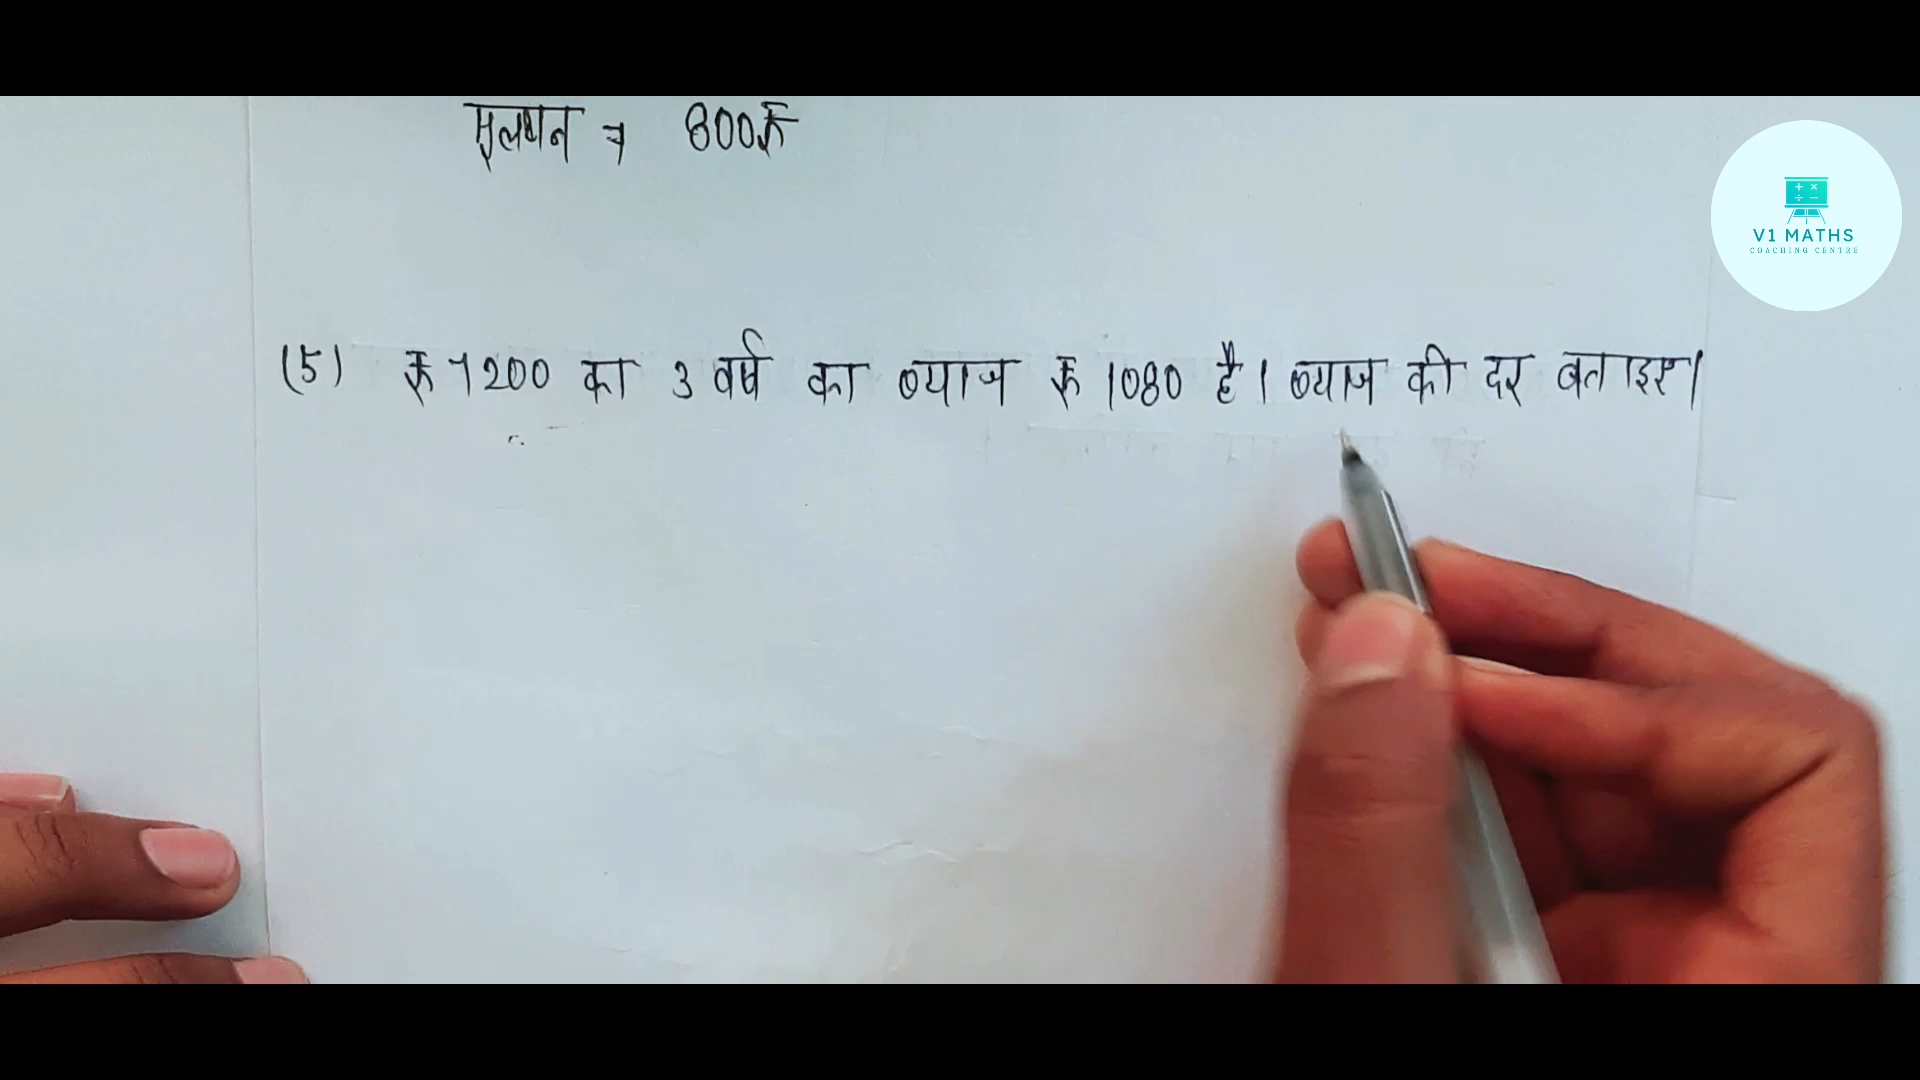 मुलधन = 800रु
V1 MATHS
COACHING CENTRE
(5) रु 7200 का 3 वर्ष का ब्याज रु 1080 है। ब्याज की दर बताइए।